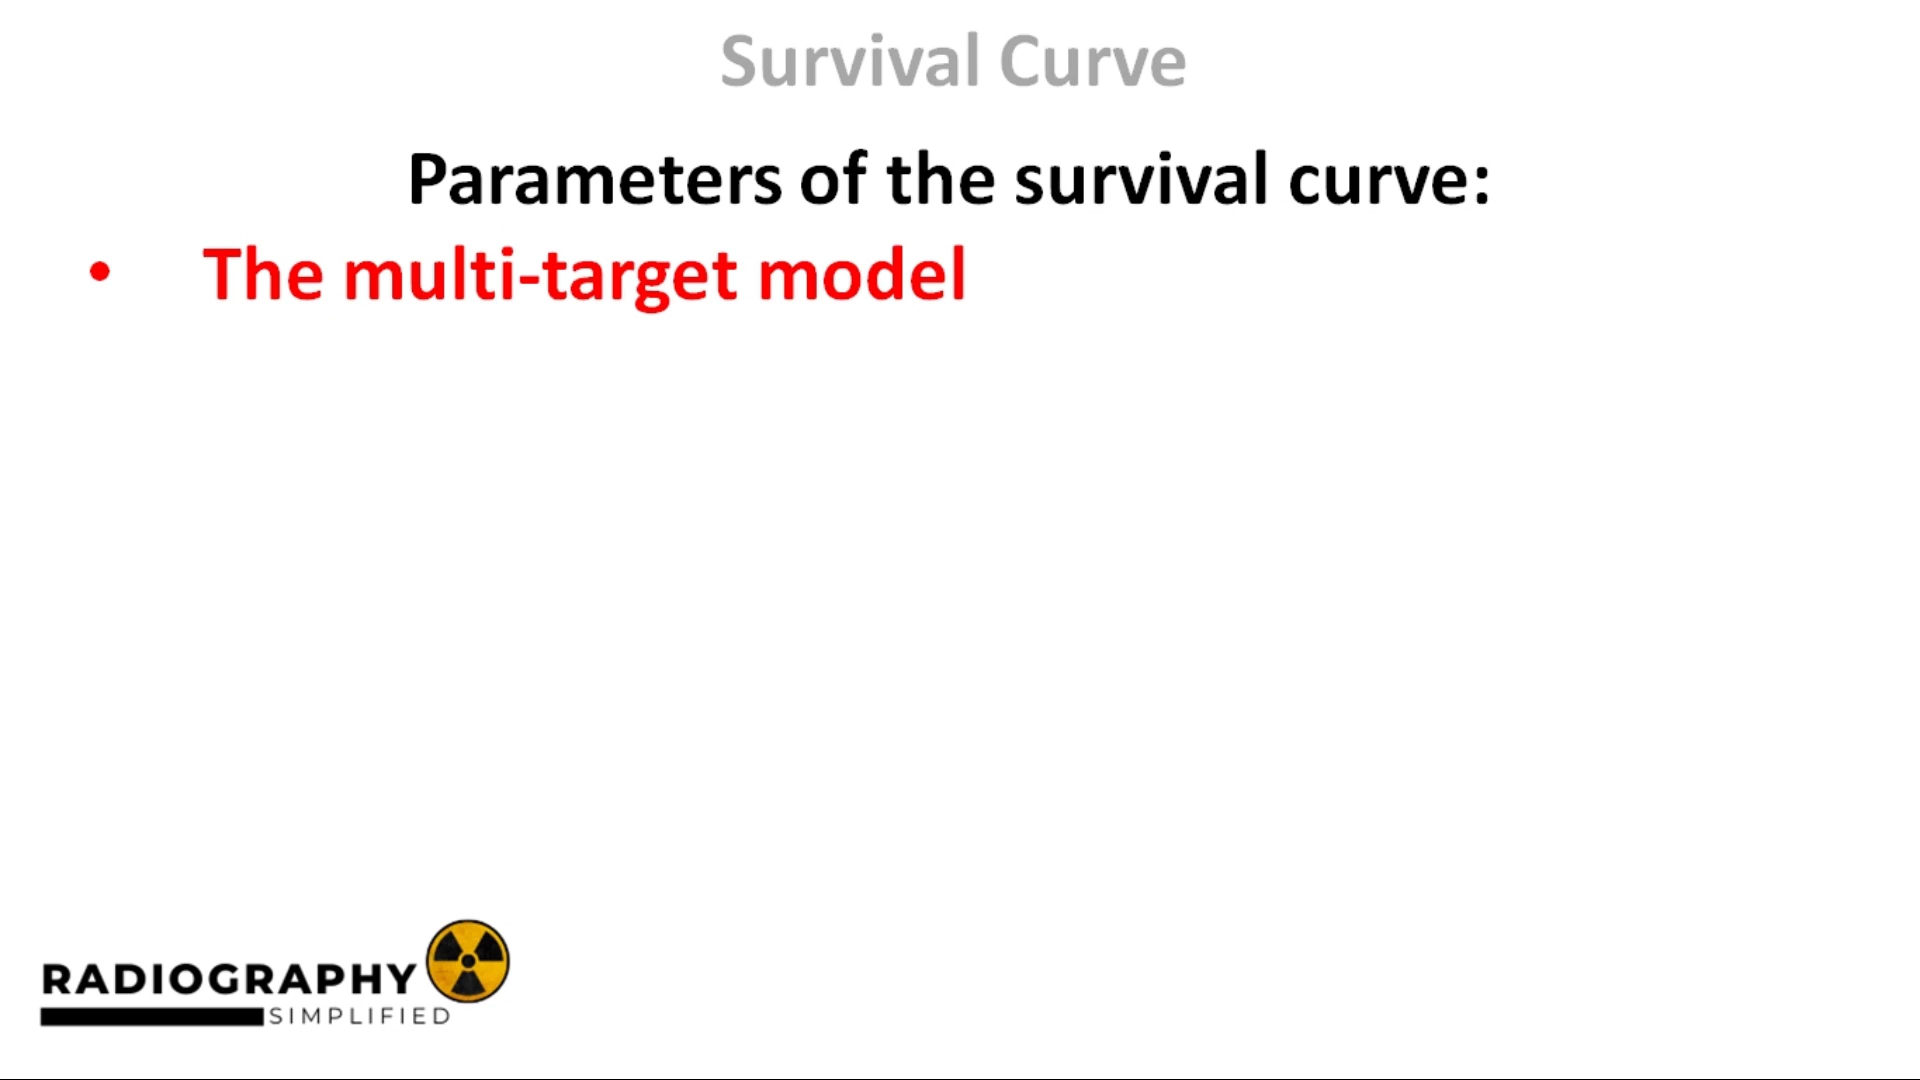 Survival Curve
Parameters of the survival curve:
• The multi-target model
RADIOGRAPHY
SIMPLIFIED